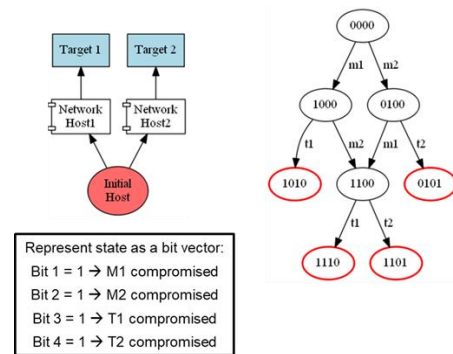 Target 1
Target 2
Network
Host1
Network
Host2
Initial
Host
Represent state as a bit vector:
Bit 1 = 1 → M1 compromised
Bit 2 = 1 → M2 compromised
Bit 3 = 1 → T1 compromised
Bit 4 = 1 → T2 compromised
0000
m1
m2
1000
0100
t1
m2
m1
t2
1010
1100
0101
t1
t2
1110
1101